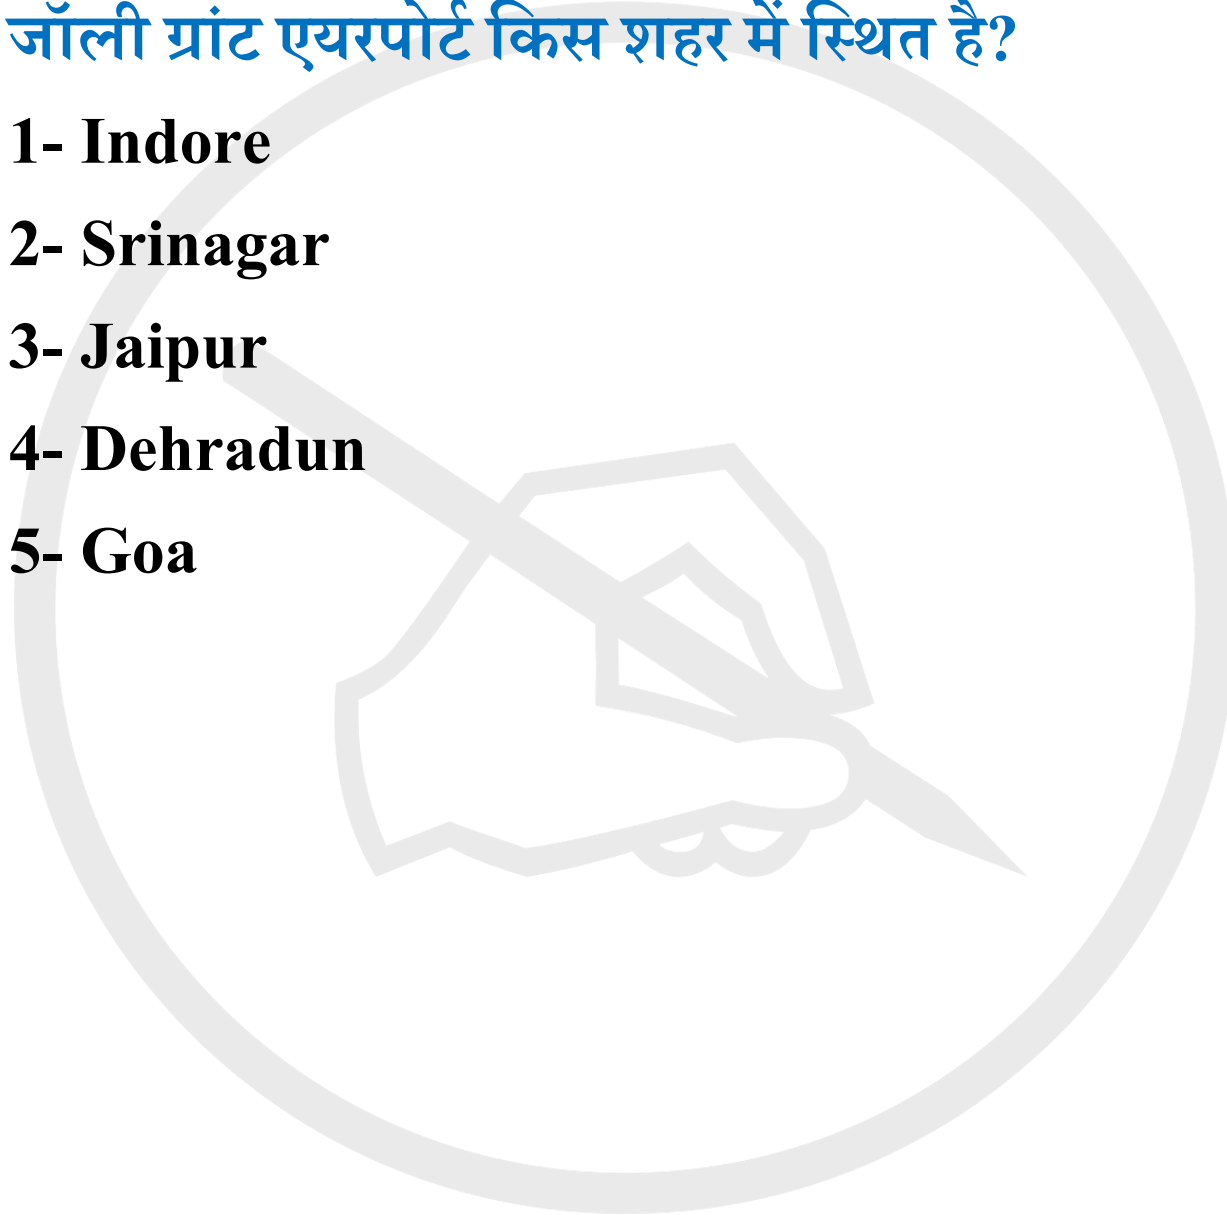 जॉली ग्रांट एयरपोर्ट किस शहर में स्थित है?
1- Indore
2- Srinagar
3- Jaipur
4- Dehradun
5- Goa